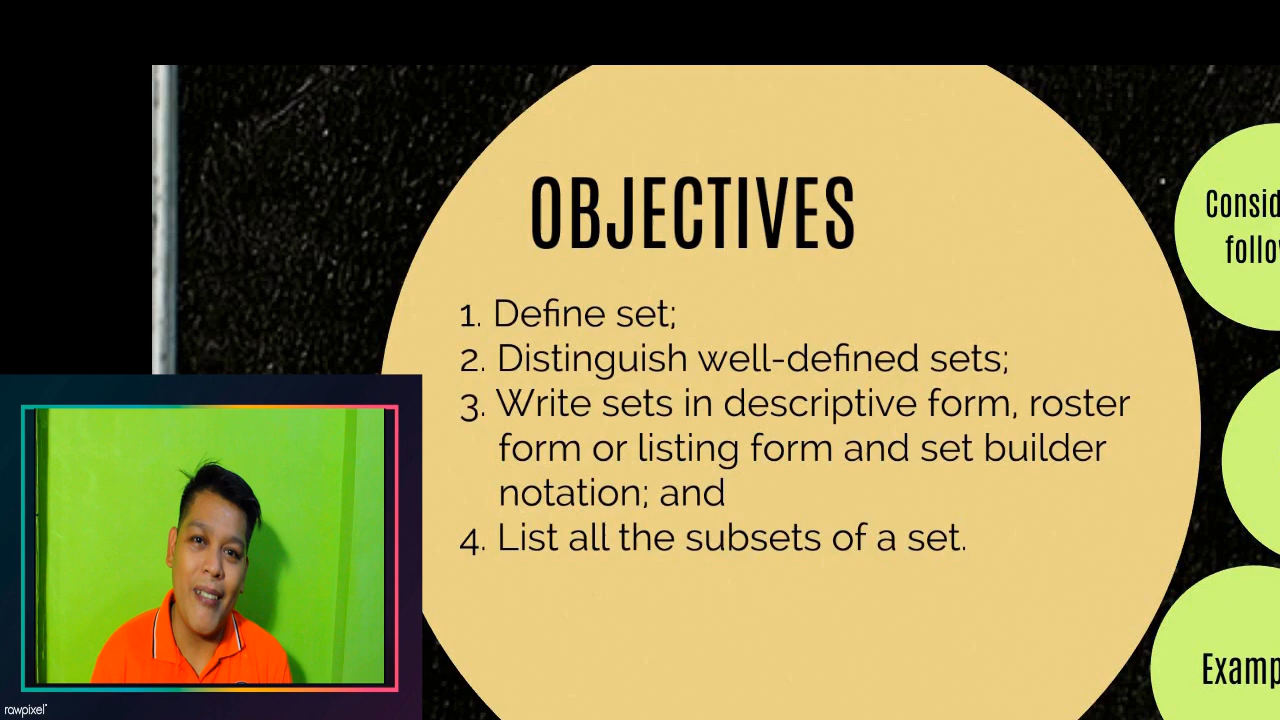 OBJECTIVES
1. Define set;
2. Distinguish well-defined sets;
3. Write sets in descriptive form, roster
form or listing form and set builder
notation; and
4. List all the subsets of a set.
rawpixel